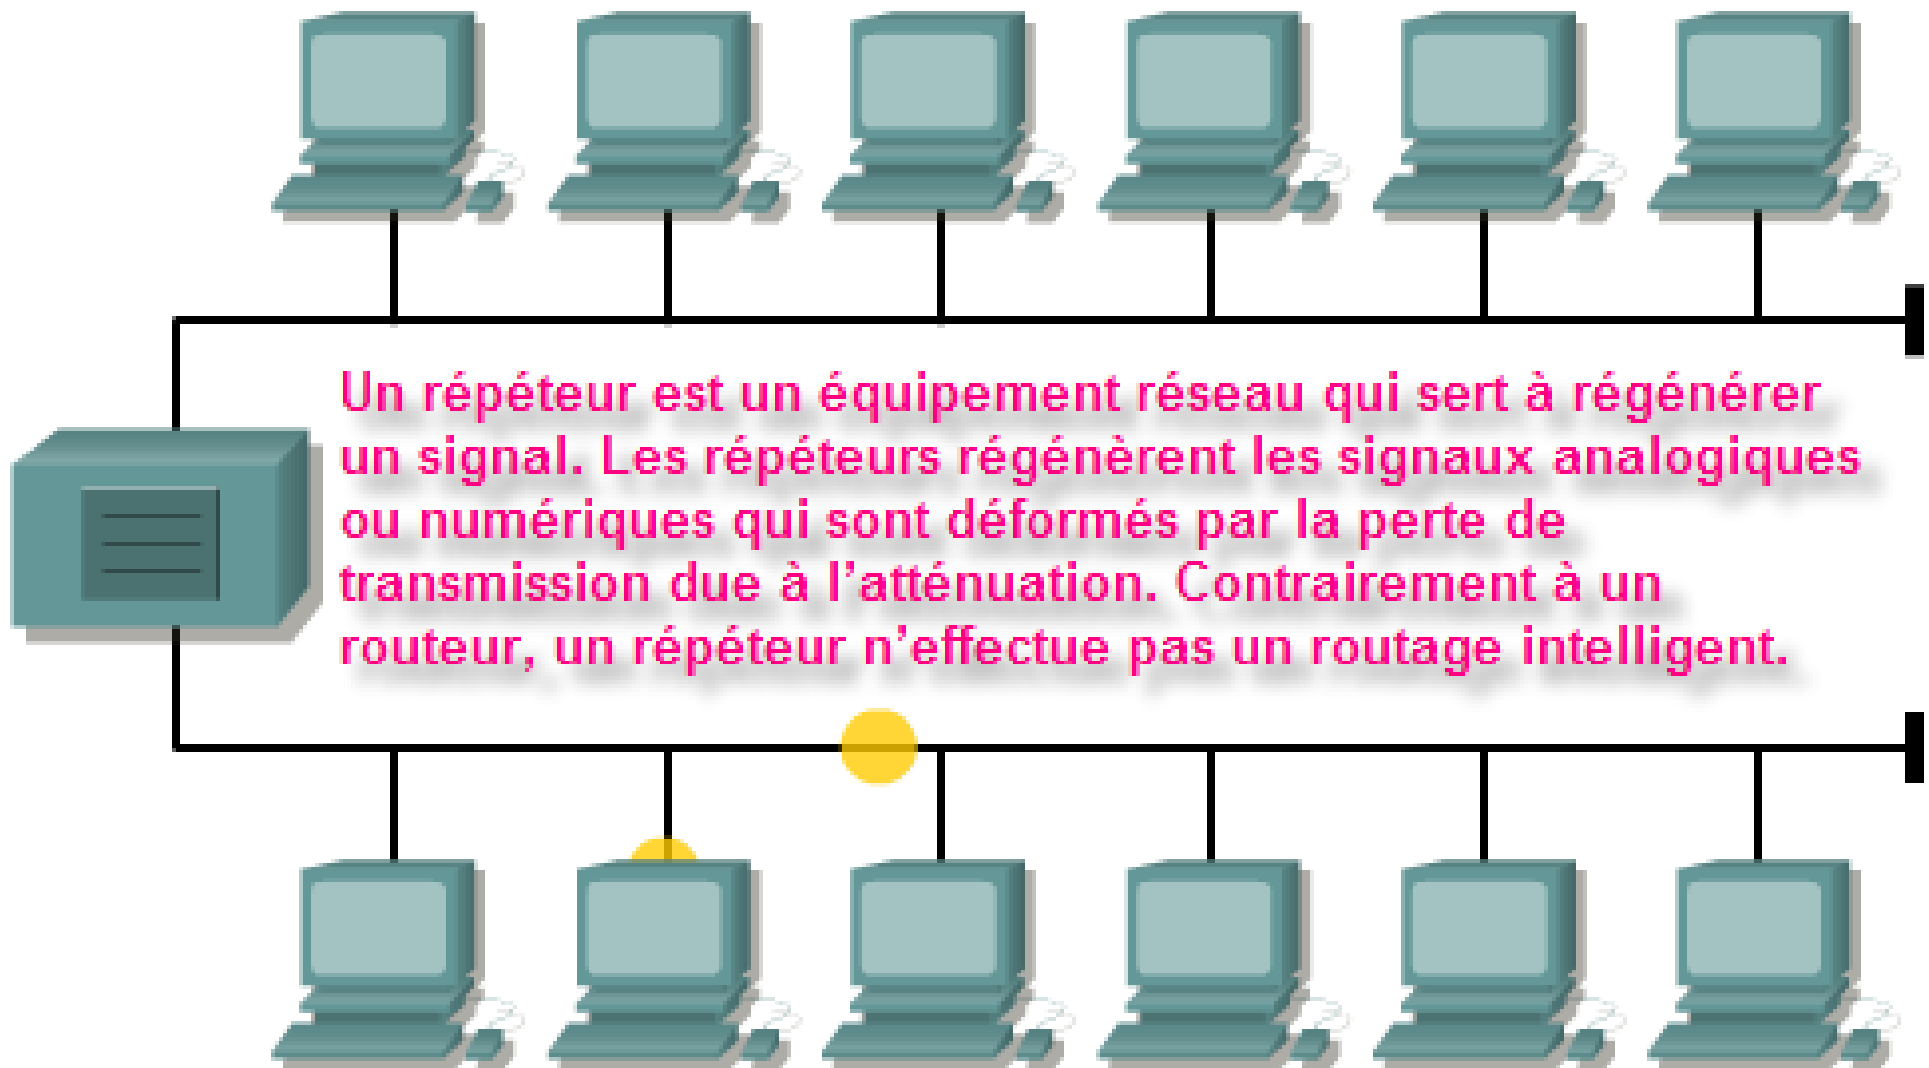 Un répéteur est un équipement réseau qui sert à régénérer
un signal. Les répéteurs régénèrent les signaux analogiques
ou numériques qui sont déformés par la perte de
transmission due à l’atténuation. Contrairement à un
routeur, un répéteur n’effectue pas un routage intelligent.